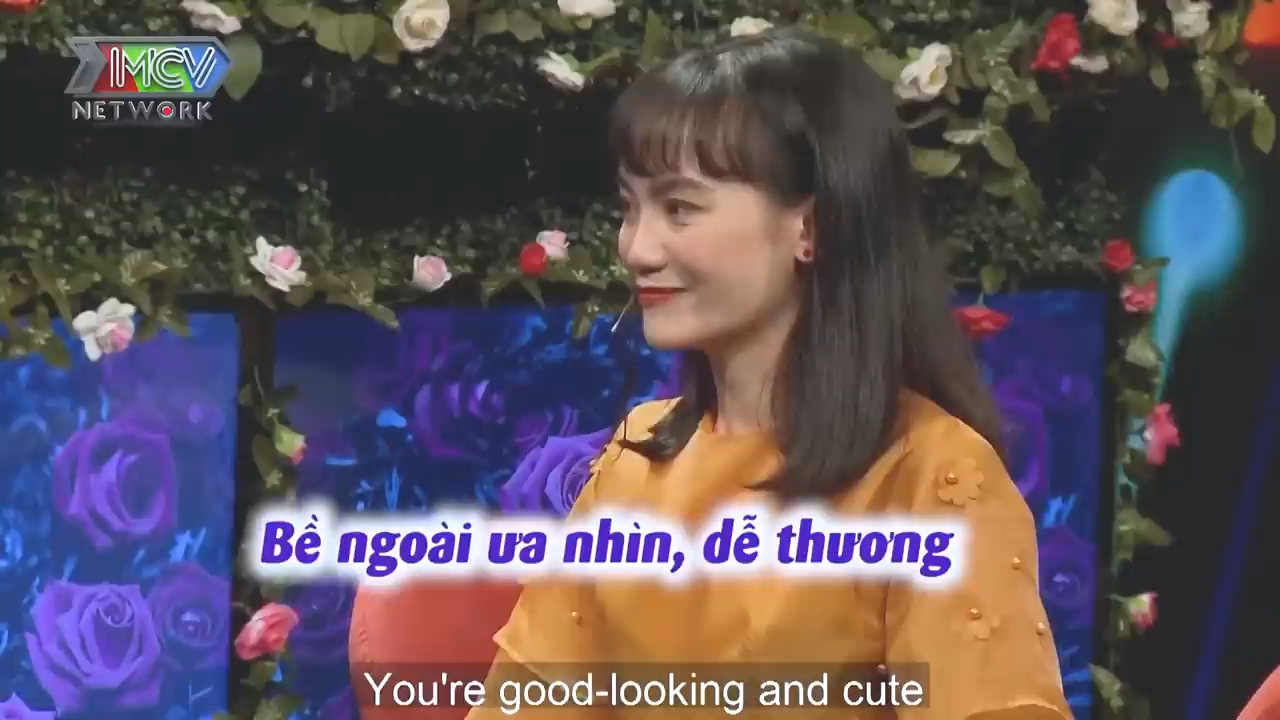 MCV
NETWORK
Bề ngoài ưa nhìn, dễ thương
You're good-looking and cute